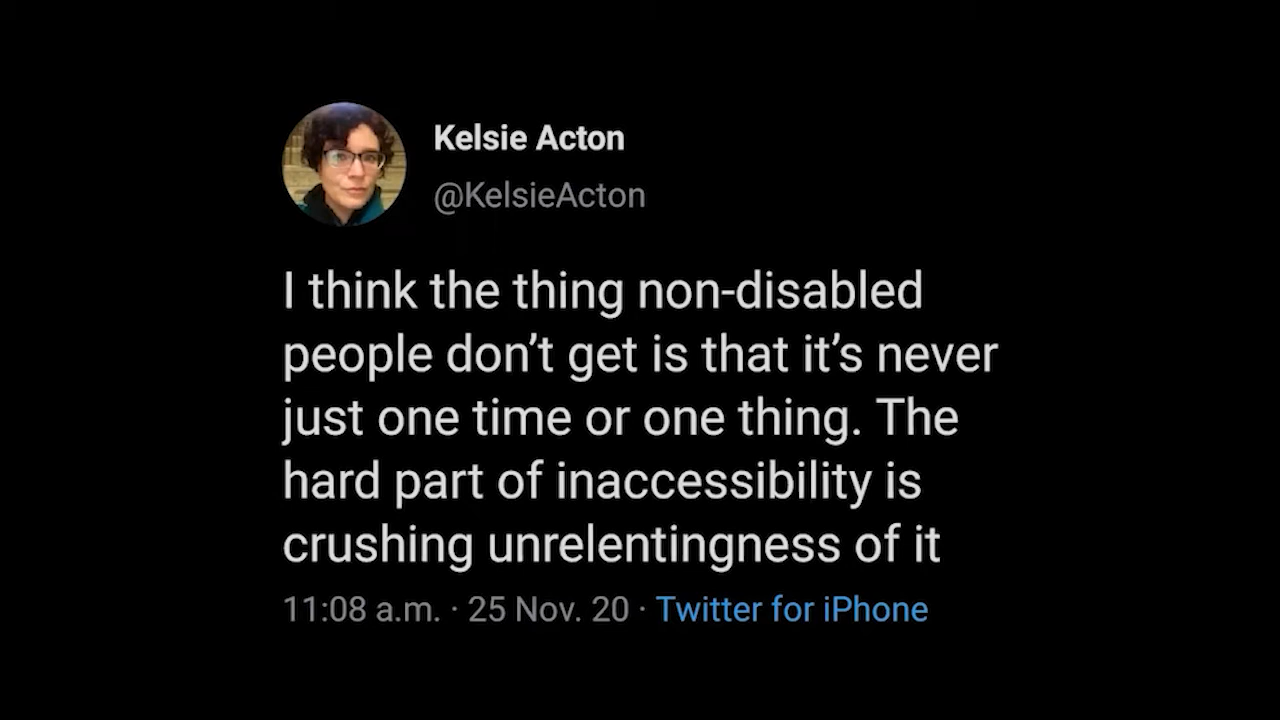 Kelsie Acton
@KelsieActon
I think the thing non-disabled
people don’t get is that it’s never
just one time or one thing. The
hard part of inaccessibility is
crushing unrelentingness of it
11:08 a.m. · 25 Nov. 20 · Twitter for iPhone